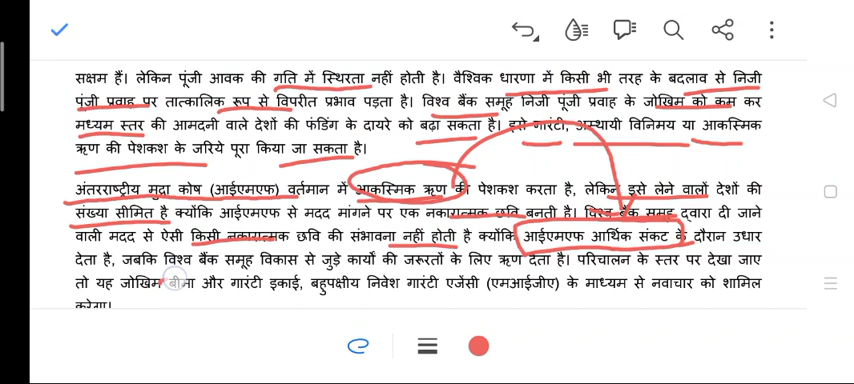 सक्षम हैं। लेकिन पूंजी आवक की गति में स्थिरता नहीं होती है। वैश्विक धारणा में किसी भी तरह के बदलाव से निजी
पूंजी प्रवाह पर तात्कालिक रूप से विपरीत प्रभाव पड़ता है। विश्व बैंक समूह निजी पूंजी प्रवाह के जोखिम को कम कर
मध्यम स्तर की आमदनी वाले देशों की फंडिंग के दायरे को बढ़ा सकता है। इसे गारंटी, अस्थायी विनिमय या आकस्मिक
ऋण की पेशकश के जरिये पूरा किया जा सकता है।
अंतरराष्ट्रीय मुद्रा कोष (आईएमएफ) वर्तमान में आकस्मिक ऋण की पेशकश करता है, लेकिन इसे लेने वालों देशों की
संख्या सीमित है क्योंकि आईएमएफ से मदद मांगने पर एक नकारात्मक छवि बनती है। विश्व बैंक समूह द्वारा दी जाने
वाली मदद से ऐसी किसी नकारात्मक छवि की संभावना नहीं होती है क्योंकि आईएमएफ आर्थिक संकट के दौरान उधार
देता है, जबकि विश्व बैंक समूह विकास से जुड़े कार्यों की जरूरतों के लिए ऋण देता है। परिचालन के स्तर पर देखा जाए
तो यह जोखिम बीमा और गारंटी इकाई, बहुपक्षीय निवेश गारंटी एजेंसी (एमआईजीए) के माध्यम से नवाचार को शामिल
करेगा।